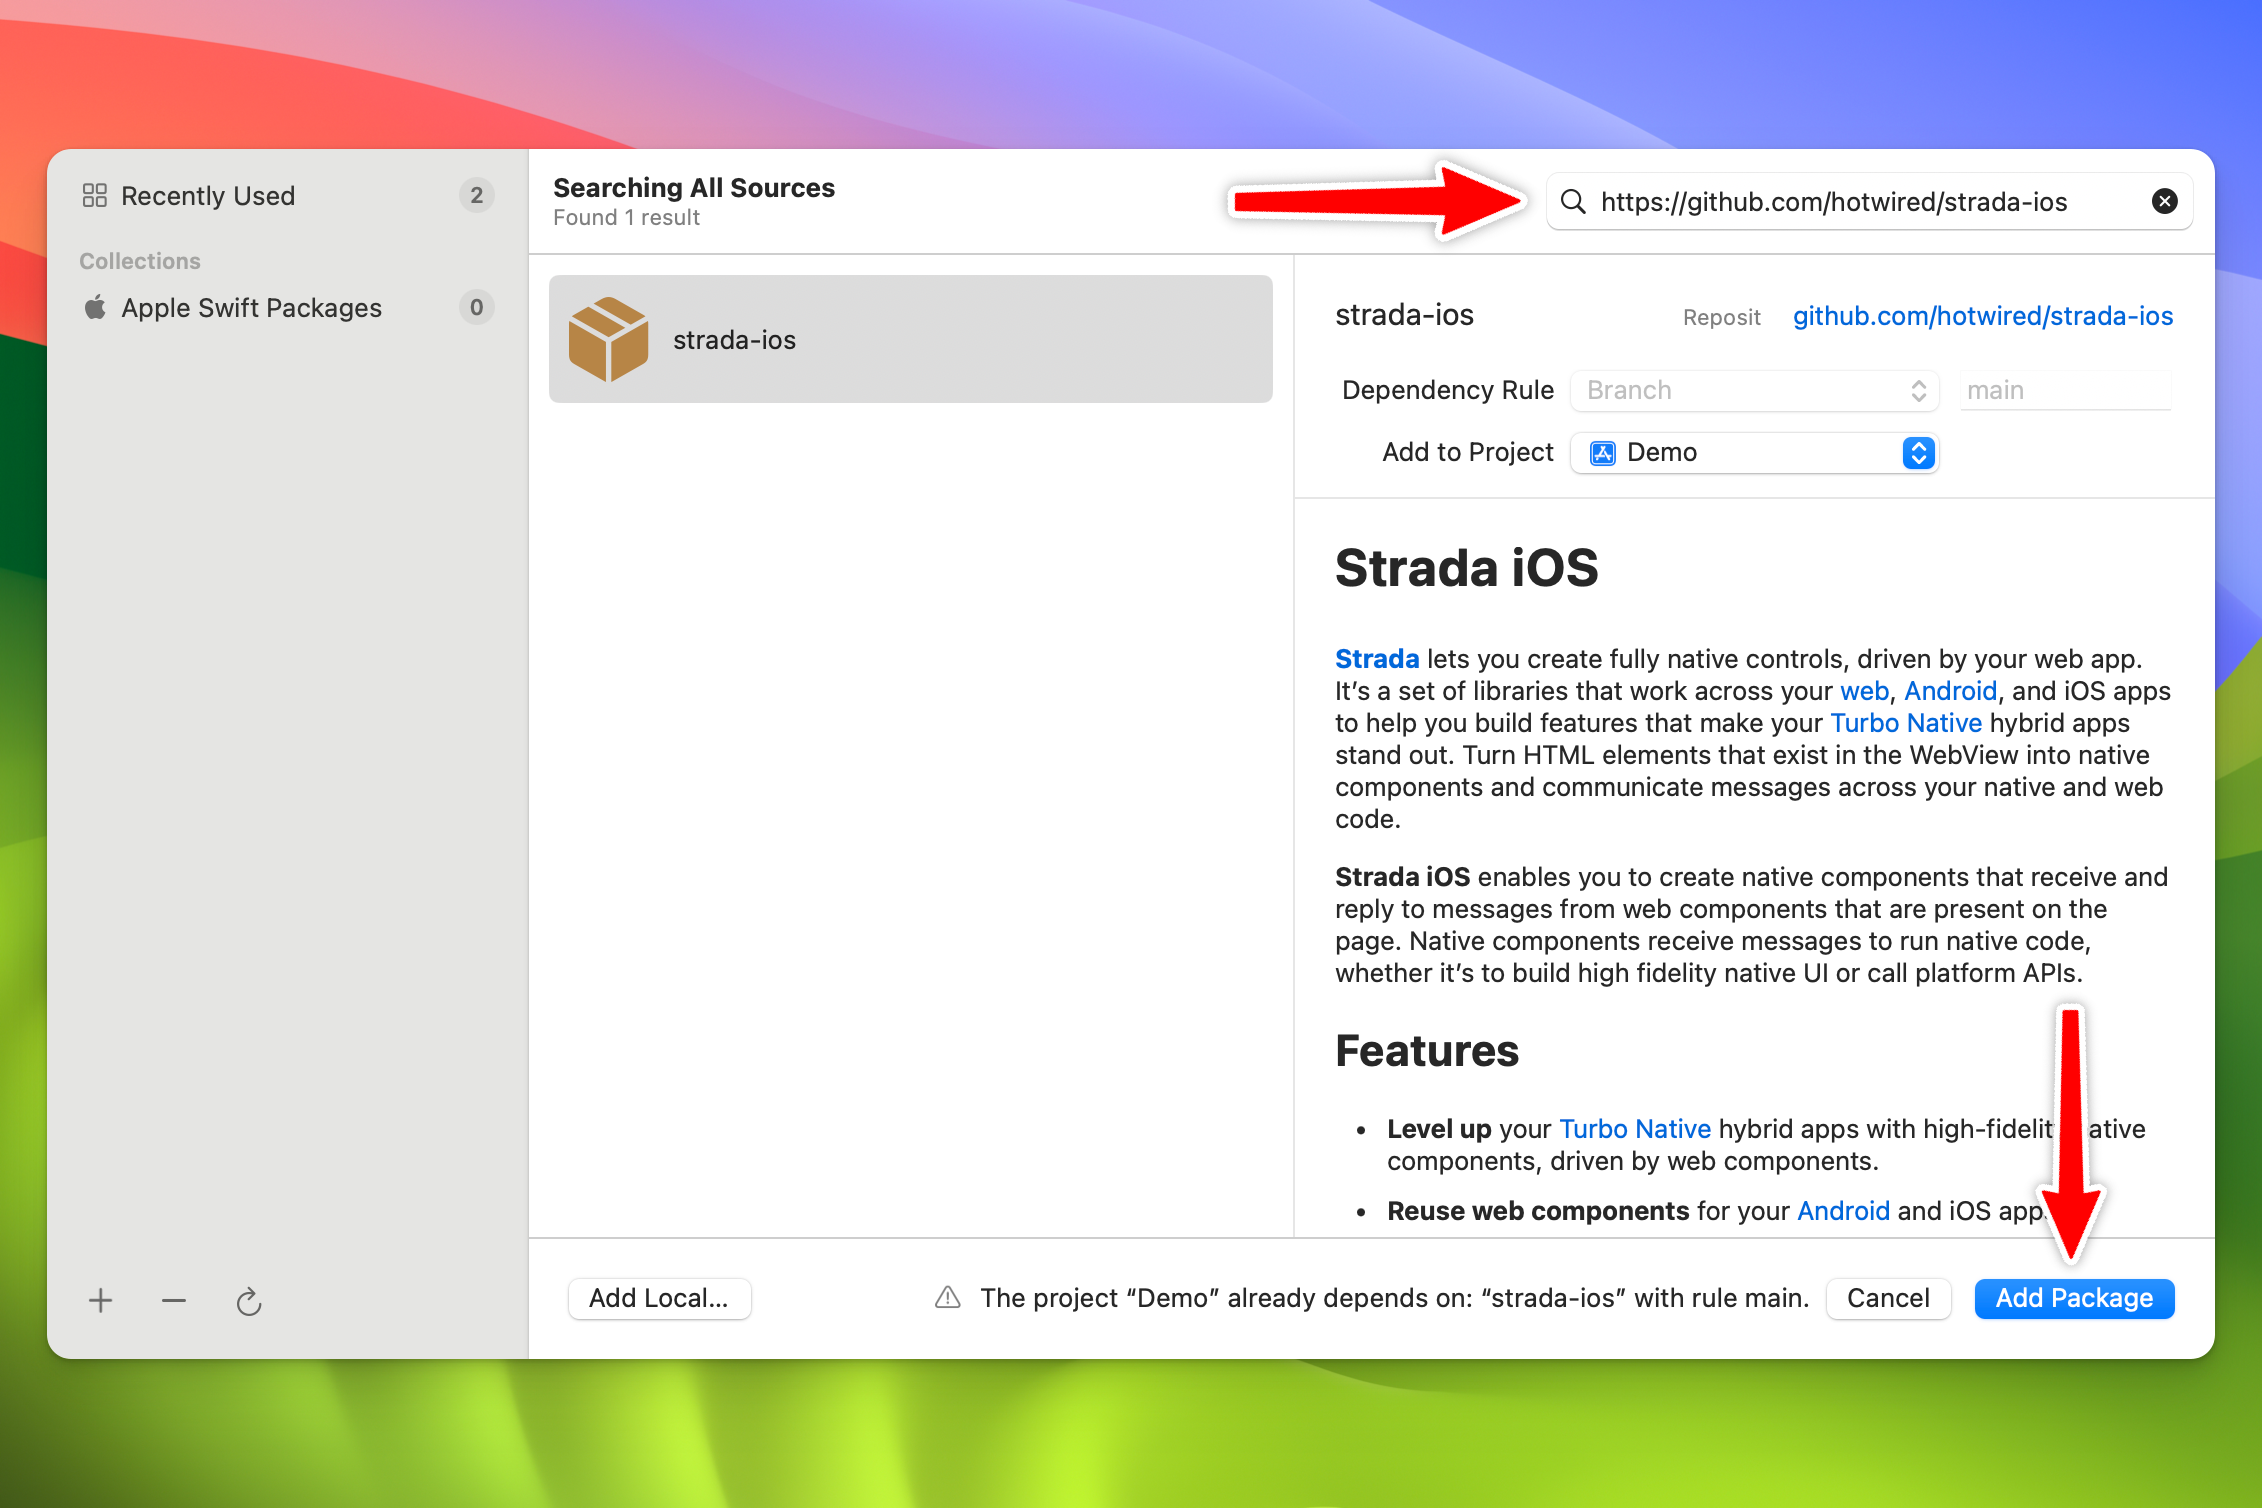 Recently Used 2
Collections
Apple Swift Packages 0
Searching All Sources
Found 1 result
https://github.com/hotwired/strada-ios
strada-ios
strada-ios Reposit github.com/hotwired/strada-ios
Dependency Rule Branch main
Add to Project Demo
Strada iOS
Strada lets you create fully native controls, driven by your web app.
It’s a set of libraries that work across your web, Android, and iOS apps
to help you build features that make your Turbo Native hybrid apps
stand out. Turn HTML elements that exist in the WebView into native
components and communicate messages across your native and web
code.
Strada iOS enables you to create native components that receive and
reply to messages from web components that are present on the
page. Native components receive messages to run native code,
whether it’s to build high fidelity native UI or call platform APIs.
Features
• Level up your Turbo Native hybrid apps with high-fidelit ative
components, driven by web components.
• Reuse web components for your Android and iOS app
Add Local... The project “Demo” already depends on: “strada-ios” with rule main. Cancel Add Package